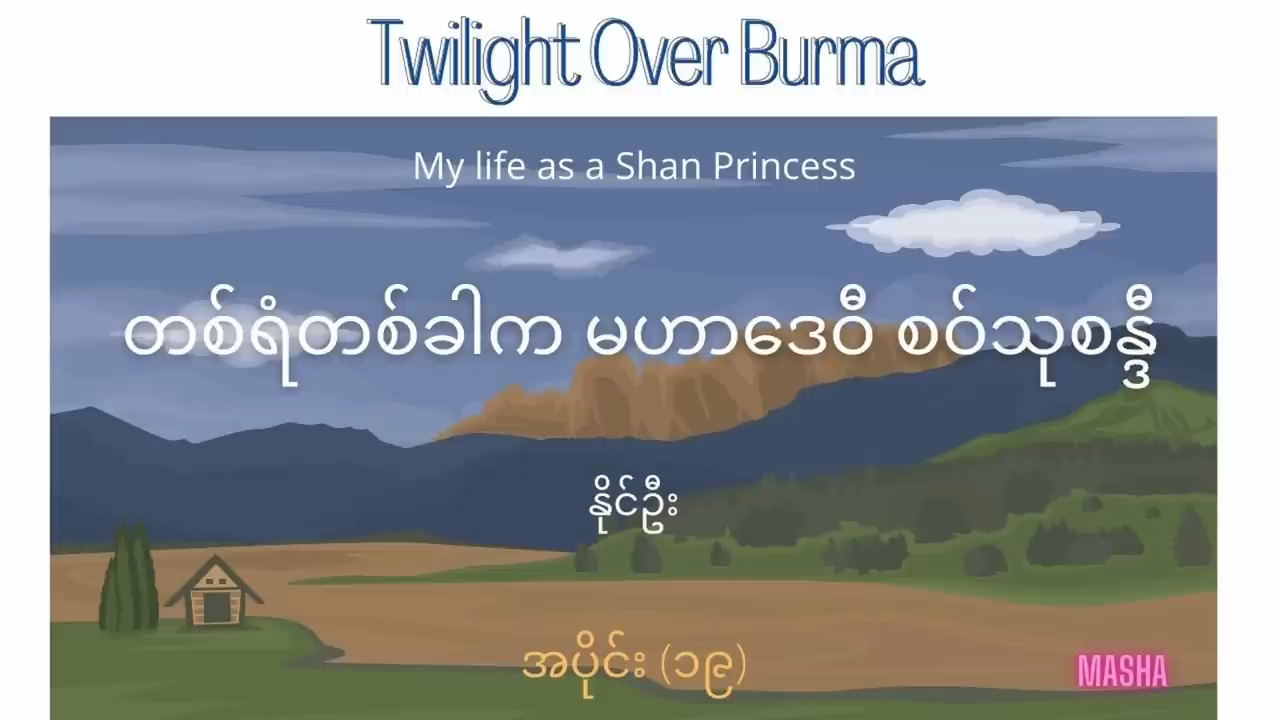 Twilight Over Burma
My life as a Shan Princess
တစ်ရံတစ်ခါက မဟာဒေဝီ စဝ်သုစန္ဒီ
နိုင်ဦး
အပိုင်း (၁၉)
MASHA